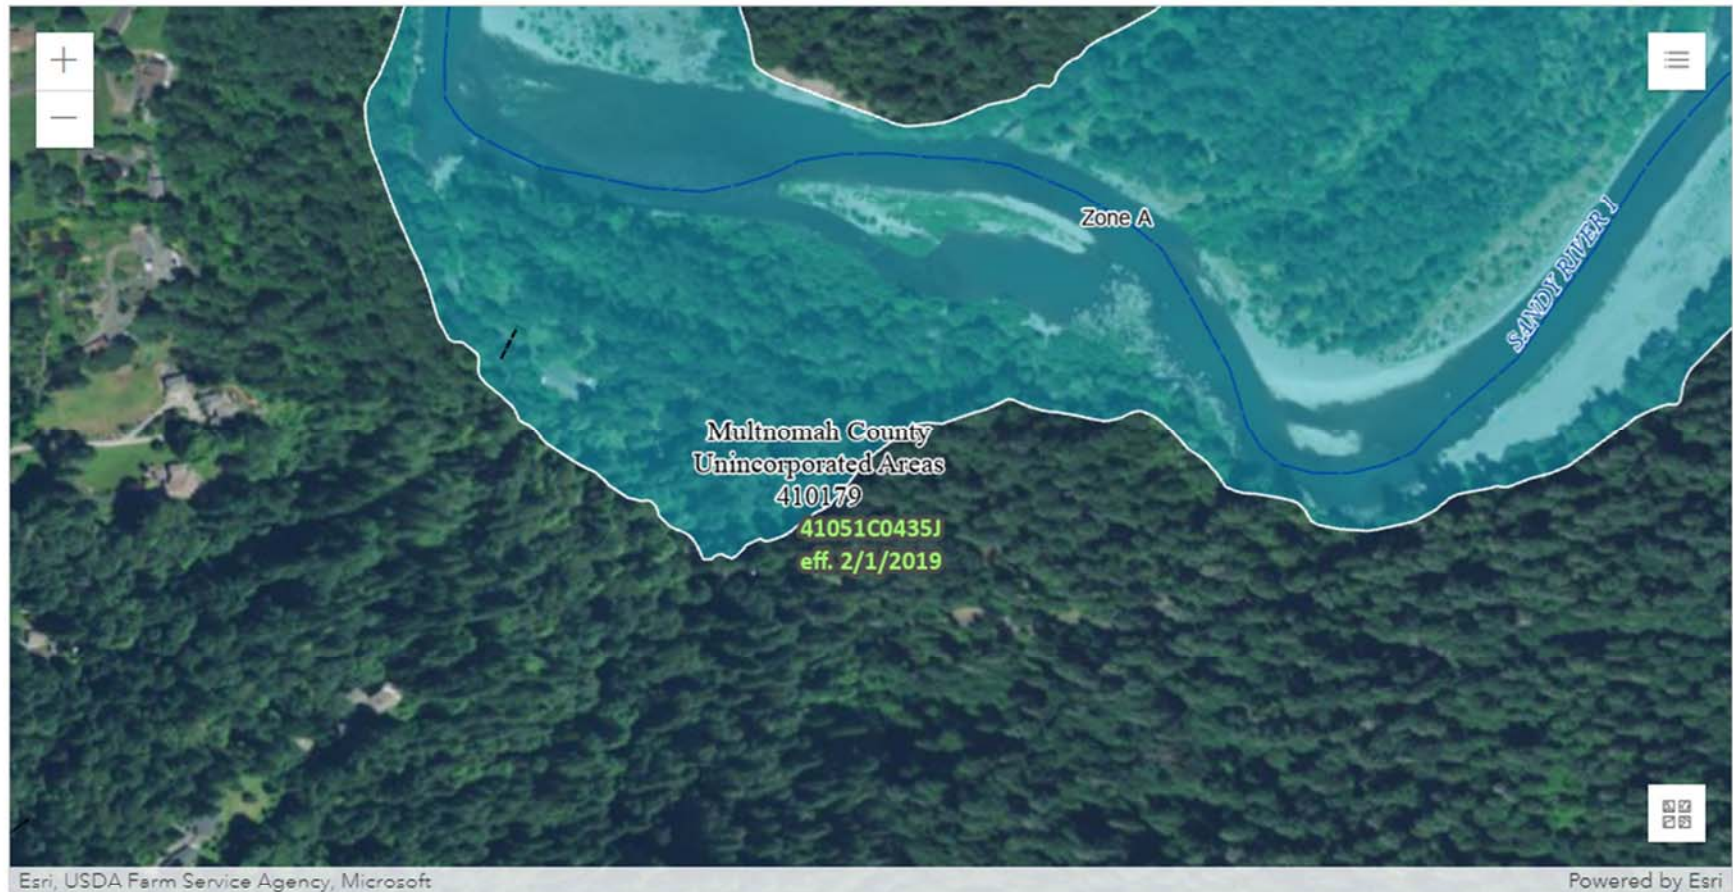 +
−
Zone A
SANDY RIVER 1
Multnomah County
Unincorporated Areas
410179
41051C0435J
eff. 2/1/2019
Esri, USDA Farm Service Agency, Microsoft
Powered by Esri